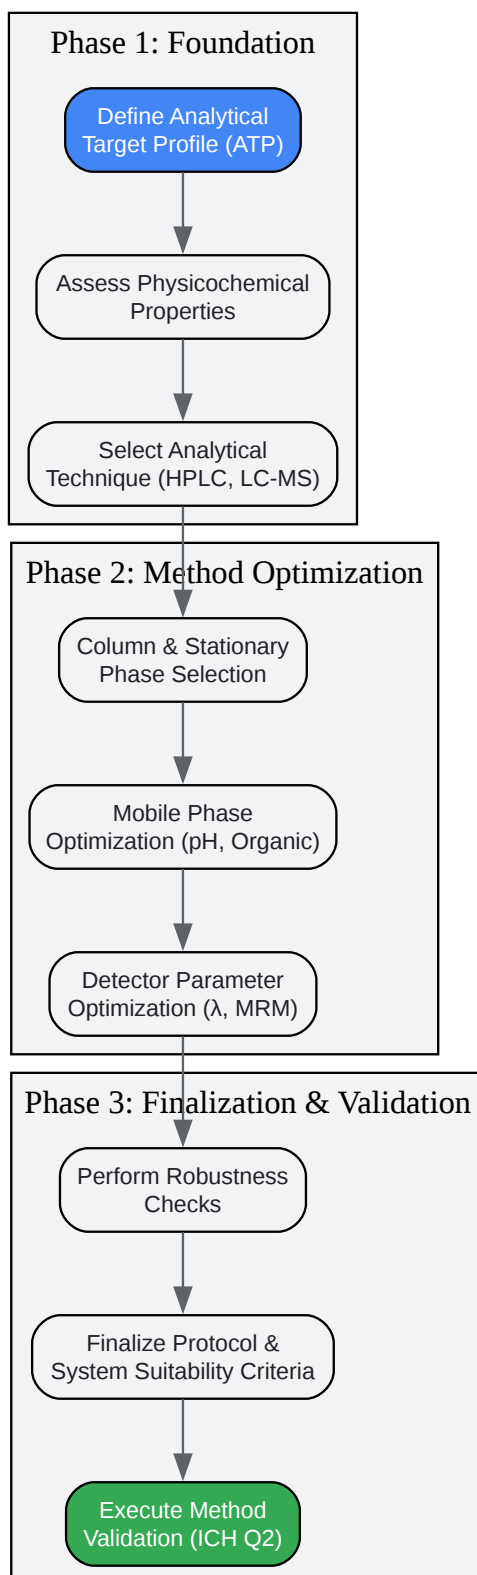 Phase 1: Foundation
Define Analytical
Target Profile (ATP)
Assess Physicochemical
Properties
Select Analytical
Technique (HPLC, LC-MS)
Phase 2: Method Optimization
Column & Stationary
Phase Selection
Mobile Phase
Optimization (pH, Organic)
Detector Parameter
Optimization (λ, MRM)
Phase 3: Finalization & Validation
Perform Robustness
Checks
Finalize Protocol &
System Suitability Criteria
Execute Method
Validation (ICH Q2)